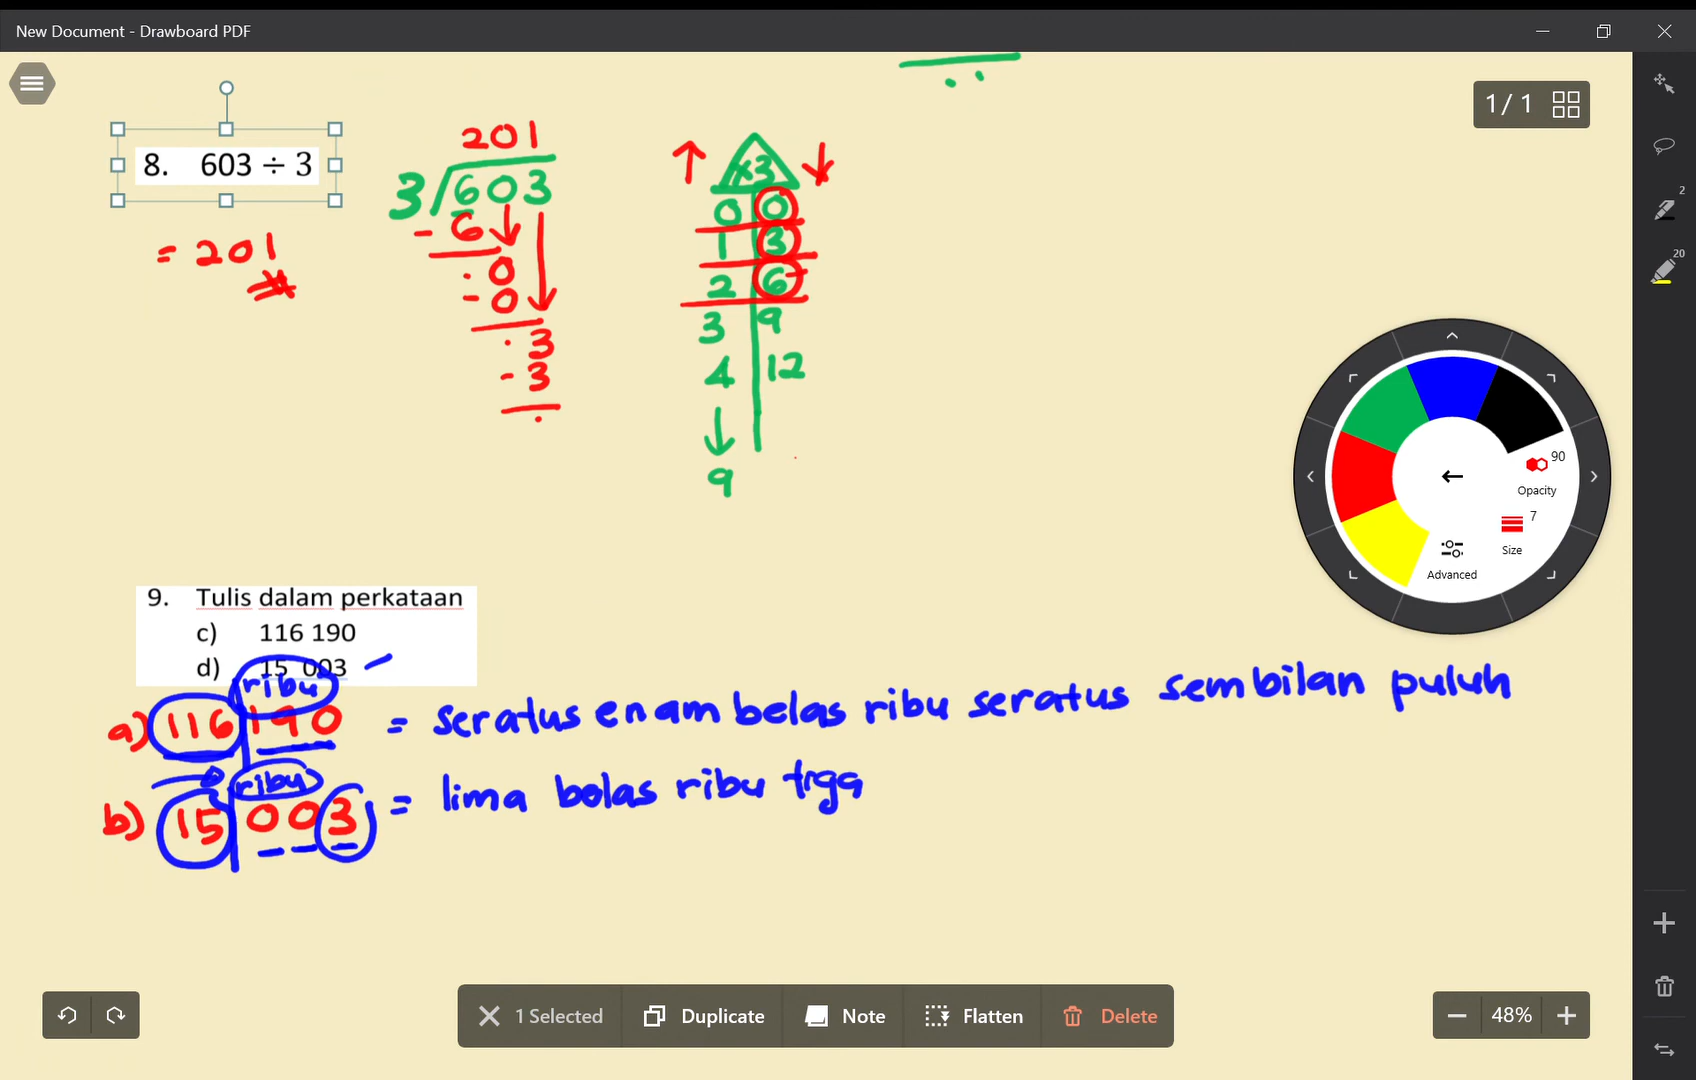 New Document - Drawboard PDF
1 / 1
8. 603 ÷ 3
= 201
201
3 603
- 6
0
- 0
3
- 3
×3
0 0
1 3
2 6
3 9
4 12
9
2
20
90
Opacity
7
Size
Advanced
9. Tulis dalam perkataan
c) 116 190
d) 15 003
ribu
a) 116 190 = seratus enam belas ribu seratus sembilan puluh
ribu
b) 15 003 = lima belas ribu tiga
1 Selected Duplicate Note Flatten Delete
48%